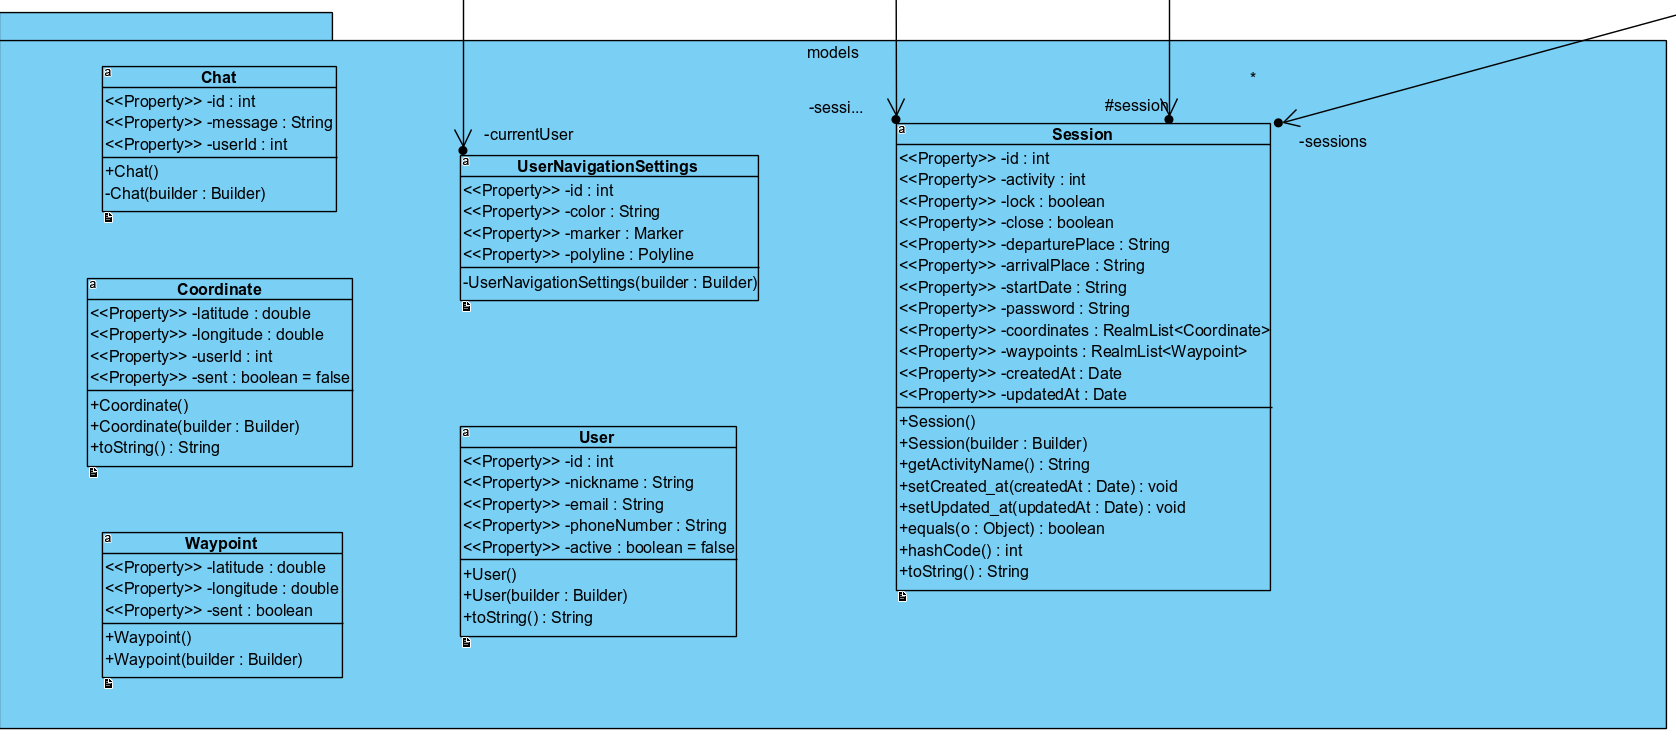 models
a
Chat
<<Property>> -id : int
<<Property>> -message : String
<<Property>> -userId : int
+Chat()
-Chat(builder : Builder)
a
Coordinate
<<Property>> -latitude : double
<<Property>> -longitude : double
<<Property>> -userId : int
<<Property>> -sent : boolean = false
+Coordinate()
+Coordinate(builder : Builder)
+toString() : String
a
Waypoint
<<Property>> -latitude : double
<<Property>> -longitude : double
<<Property>> -sent : boolean
+Waypoint()
+Waypoint(builder : Builder)
-currentUser
a
UserNavigationSettings
<<Property>> -id : int
<<Property>> -color : String
<<Property>> -marker : Marker
<<Property>> -polyline : Polyline
-UserNavigationSettings(builder : Builder)
a
User
<<Property>> -id : int
<<Property>> -nickname : String
<<Property>> -email : String
<<Property>> -phoneNumber : String
<<Property>> -active : boolean = false
+User()
+User(builder : Builder)
+toString() : String
-sessi...
#session
*
-sessions
a
Session
<<Property>> -id : int
<<Property>> -activity : int
<<Property>> -lock : boolean
<<Property>> -close : boolean
<<Property>> -departurePlace : String
<<Property>> -arrivalPlace : String
<<Property>> -startDate : String
<<Property>> -password : String
<<Property>> -coordinates : RealmList<Coordinate>
<<Property>> -waypoints : RealmList<Waypoint>
<<Property>> -createdAt : Date
<<Property>> -updatedAt : Date
+Session()
+Session(builder : Builder)
+getActivityName() : String
+setCreated_at(createdAt : Date) : void
+setUpdated_at(updatedAt : Date) : void
+equals(o : Object) : boolean
+hashCode() : int
+toString() : String